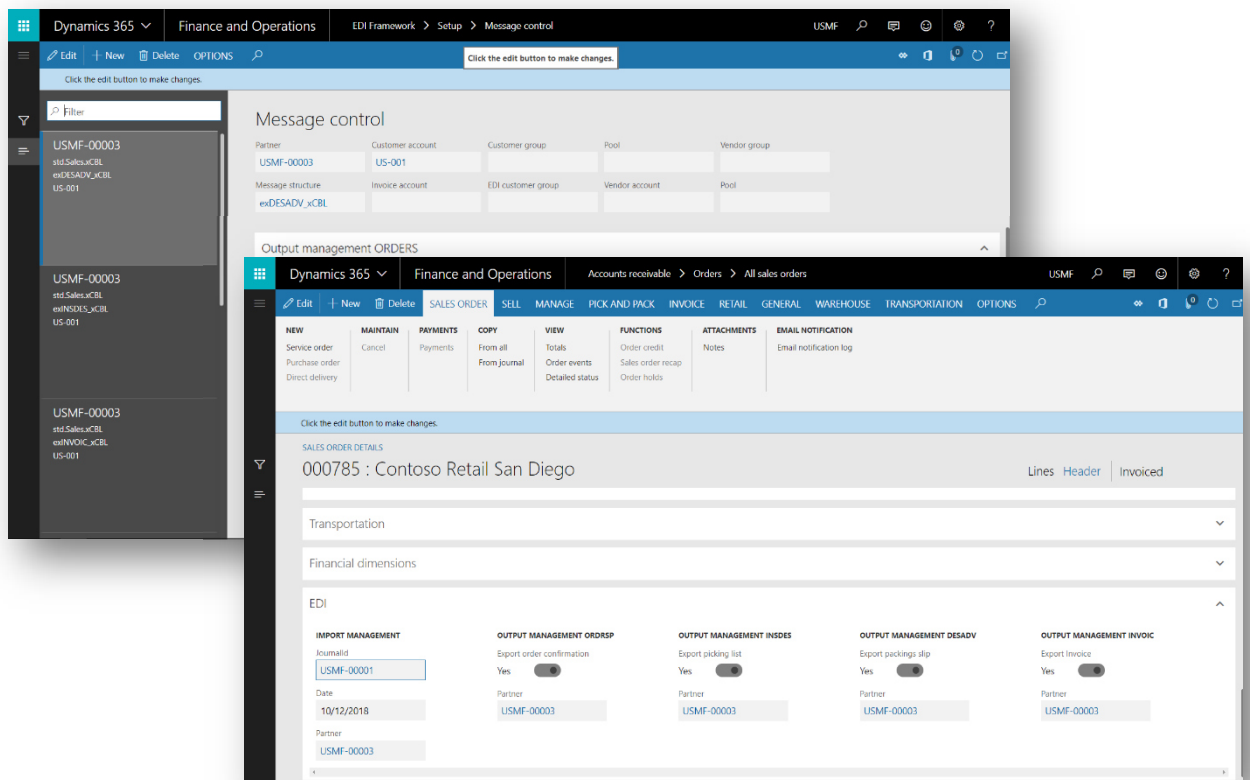 Dynamics 365 Finance and Operations EDI Framework > Setup > Message control USMF ?
Edit + New Delete OPTIONS 0
Click the edit button to make changes.
Click the edit button to make changes.
Filter
USMF-00003
std.Sales.xCBL
exDESADV_xCBL
US-001
USMF-00003
std.Sales.xCBL
exINSDES_xCBL
US-001
USMF-00003
std.Sales.xCBL
exINVOIC_xCBL
US-001
Message control
Partner Customer account Customer group Pool Vendor group
USMF-00003 US-001
Message structure Invoice account EDI customer group Vendor account Pool
exDESADV_xCBL
Output management ORDERS
Dynamics 365 Finance and Operations Accounts receivable > Orders > All sales orders USMF ?
Edit + New Delete SALES ORDER SELL MANAGE PICK AND PACK INVOICE RETAIL GENERAL WAREHOUSE TRANSPORTATION OPTIONS 0
NEW MAINTAIN PAYMENTS COPY VIEW FUNCTIONS ATTACHMENTS EMAIL NOTIFICATION
Service order Cancel Payments From all Totals Order credit Notes Email notification log
Purchase order From journal Order events Sales order recap
Direct delivery Detailed status Order holds
Click the edit button to make changes.
SALES ORDER DETAILS
000785 : Contoso Retail San Diego Lines Header Invoiced
Transportation
Financial dimensions
EDI
IMPORT MANAGEMENT OUTPUT MANAGEMENT ORDRSP OUTPUT MANAGEMENT INSDES OUTPUT MANAGEMENT DESADV OUTPUT MANAGEMENT INVOIC
JournalId Export order confirmation Export picking list Export packings slip Export Invoice
USMF-00001 Yes Yes Yes Yes
Date Partner Partner Partner Partner
10/12/2018 USMF-00003 USMF-00003 USMF-00003 USMF-00003
Partner
USMF-00003